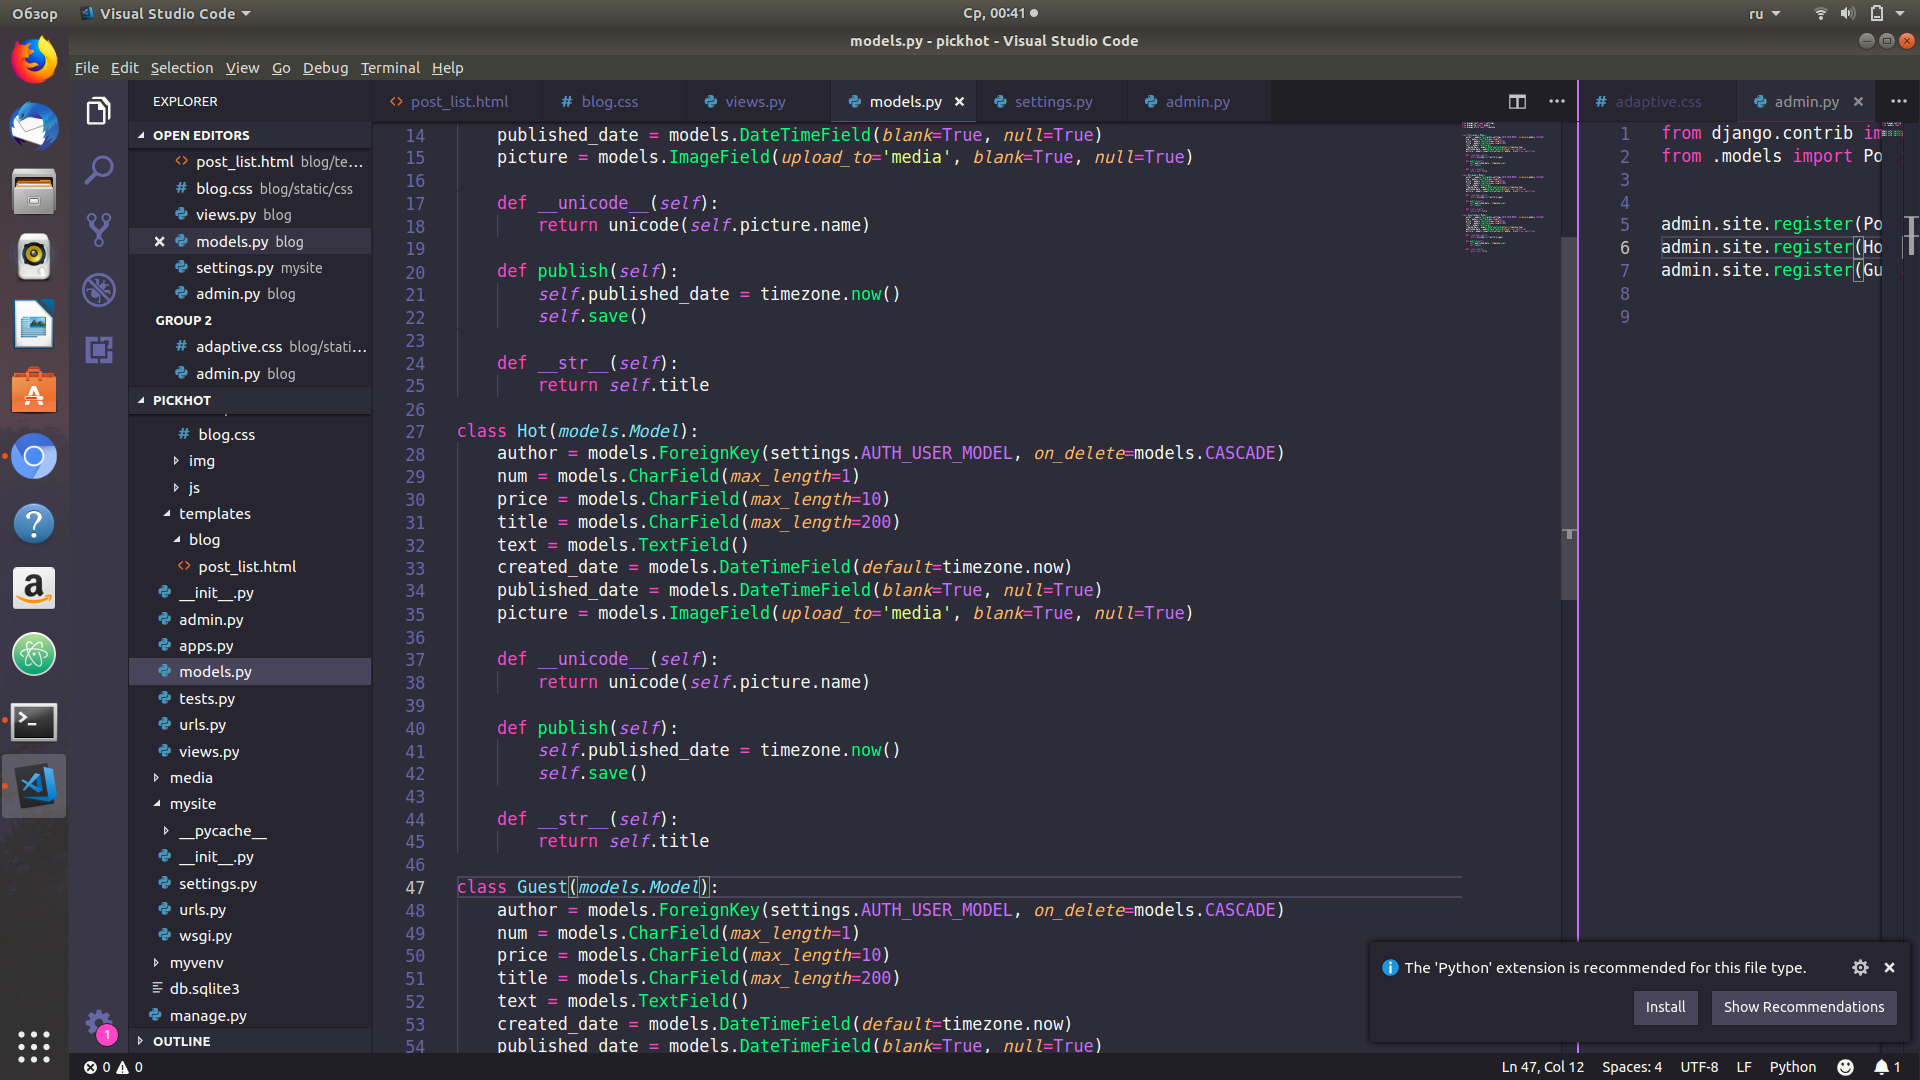 Обзор
Visual Studio Code
Ср, 00:41
ru
models.py - pickhot - Visual Studio Code
File Edit Selection View Go Debug Terminal Help
EXPLORER
OPEN EDITORS
post_list.html blog/te...
blog.css blog/static/css
views.py blog
models.py blog
settings.py mysite
admin.py blog
GROUP 2
adaptive.css blog/stati...
admin.py blog
PICKHOT
blog.css
img
js
templates
blog
post_list.html
__init__.py
admin.py
apps.py
models.py
tests.py
urls.py
views.py
media
mysite
__pycache__
__init__.py
settings.py
urls.py
wsgi.py
myvenv
db.sqlite3
manage.py
OUTLINE
1
post_list.html blog.css views.py models.py settings.py admin.py
14 published_date = models.DateTimeField(blank=True, null=True)
15 picture = models.ImageField(upload_to='media', blank=True, null=True)
16
17 def __unicode__(self):
18 return unicode(self.picture.name)
19
20 def publish(self):
21 self.published_date = timezone.now()
22 self.save()
23
24 def __str__(self):
25 return self.title
26
27 class Hot(models.Model):
28 author = models.ForeignKey(settings.AUTH_USER_MODEL, on_delete=models.CASCADE)
29 num = models.CharField(max_length=1)
30 price = models.CharField(max_length=10)
31 title = models.CharField(max_length=200)
32 text = models.TextField()
33 created_date = models.DateTimeField(default=timezone.now)
34 published_date = models.DateTimeField(blank=True, null=True)
35 picture = models.ImageField(upload_to='media', blank=True, null=True)
36
37 def __unicode__(self):
38 return unicode(self.picture.name)
39
40 def publish(self):
41 self.published_date = timezone.now()
42 self.save()
43
44 def __str__(self):
45 return self.title
46
47 class Guest(models.Model):
48 author = models.ForeignKey(settings.AUTH_USER_MODEL, on_delete=models.CASCADE)
49 num = models.CharField(max_length=1)
50 price = models.CharField(max_length=10)
51 title = models.CharField(max_length=200)
52 text = models.TextField()
53 created_date = models.DateTimeField(default=timezone.now)
54 published_date = models.DateTimeField(blank=True, null=True)
adaptive.css admin.py
1 from django.contrib im
2 from .models import Po
3
4
5 admin.site.register(Po
6 admin.site.register(Ho
7 admin.site.register(Gu
8
9
The 'Python' extension is recommended for this file type.
Install
Show Recommendations
0 0
Ln 47, Col 12 Spaces: 4 UTF-8 LF Python 1